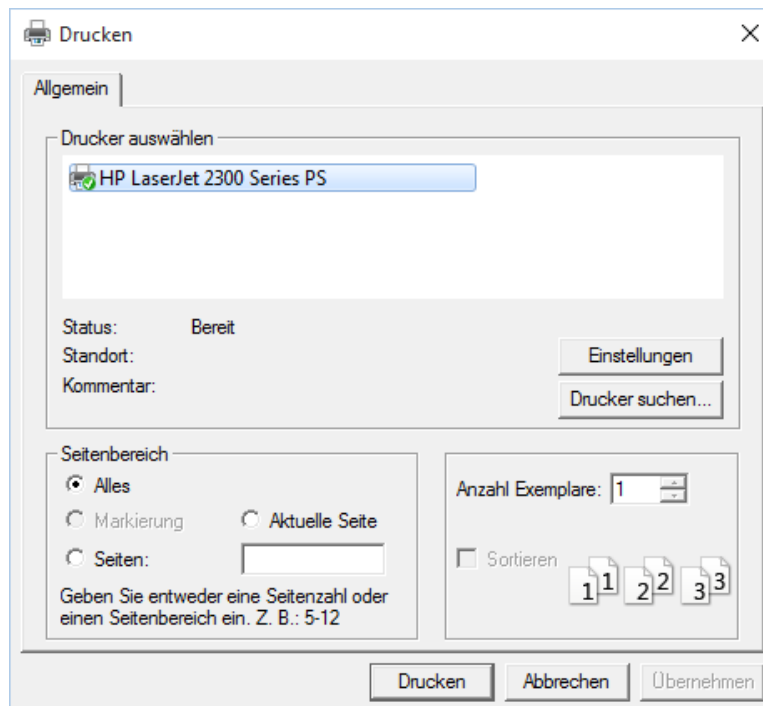 Drucken
Allgemein
Drucker auswählen
HP LaserJet 2300 Series PS
Status: Bereit
Standort:
Kommentar:
Einstellungen
Drucker suchen...
Seitenbereich
Alles
Markierung Aktuelle Seite
Seiten:
Geben Sie entweder eine Seitenzahl oder
einen Seitenbereich ein. Z. B.: 5-12
Anzahl Exemplare: 1
Sortieren
1 1 2 2 3 3
Drucken Abbrechen Übernehmen